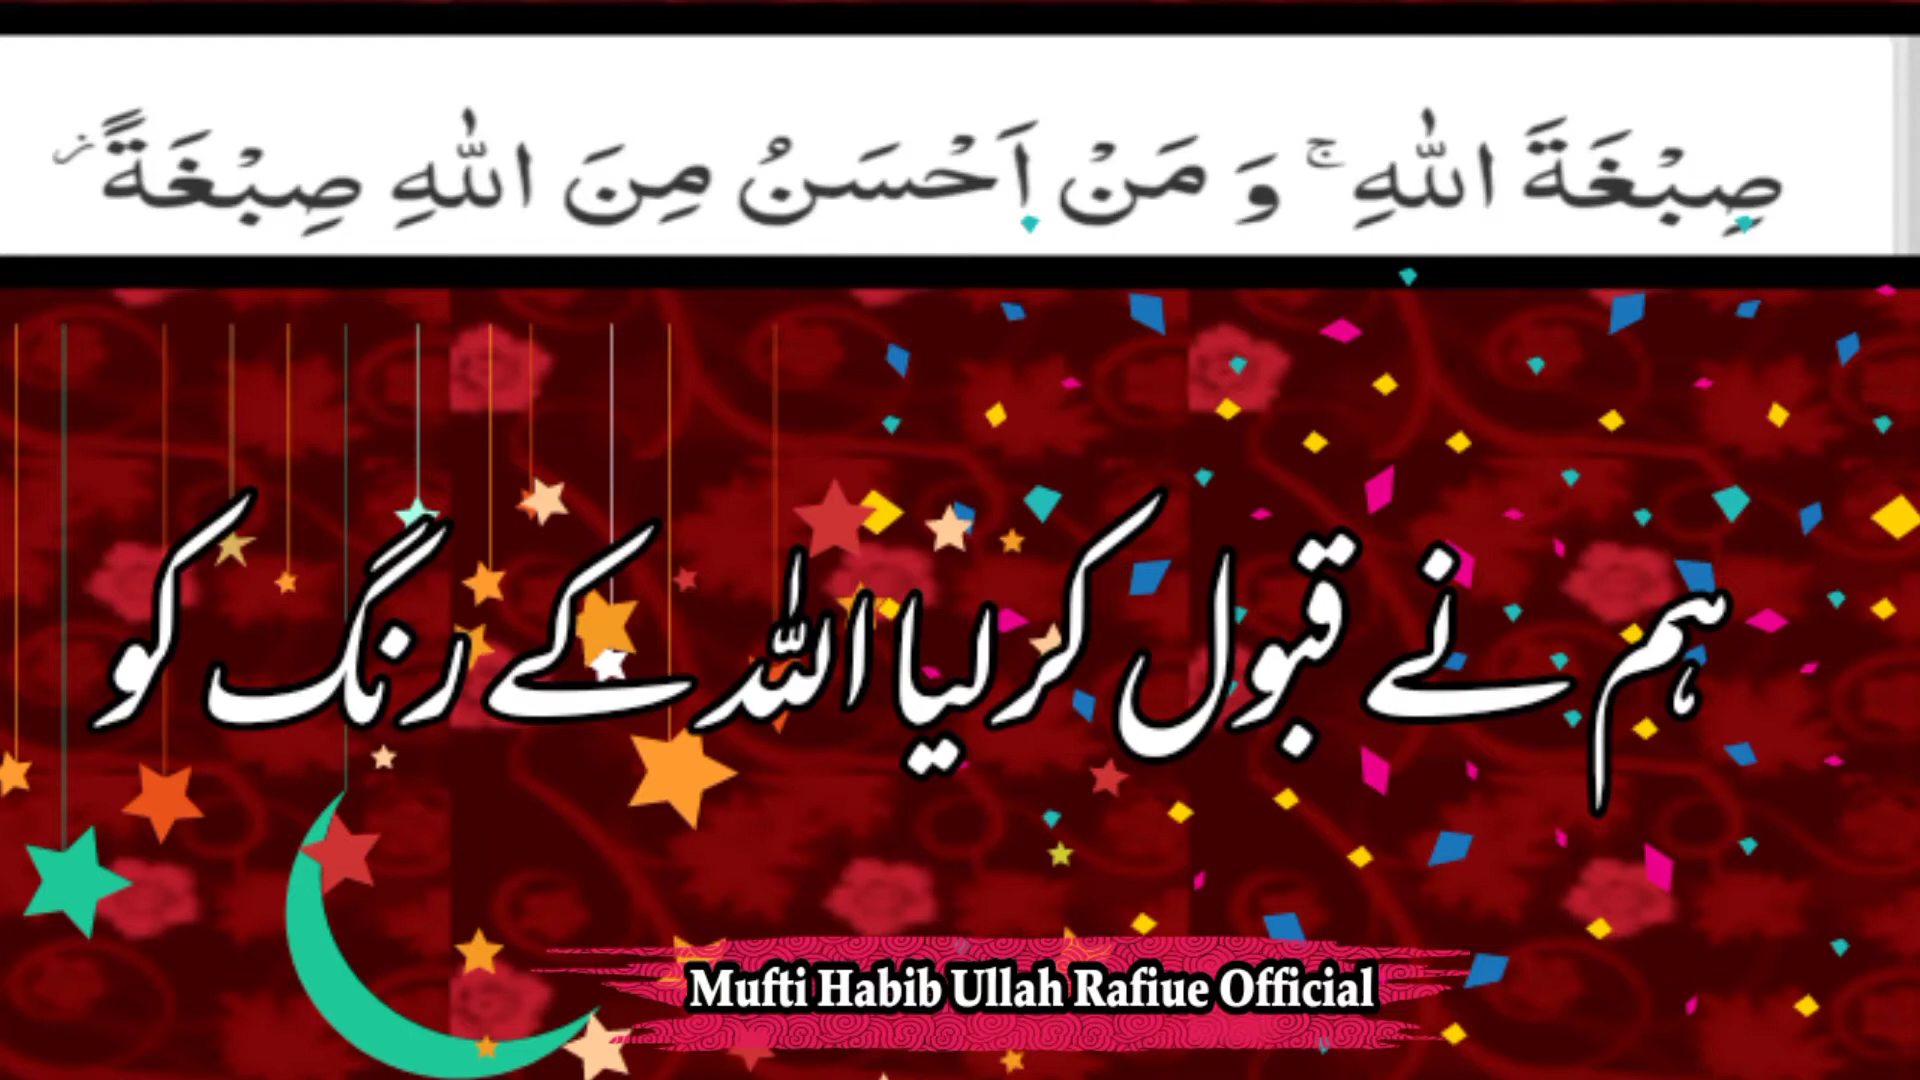 صِبْغَةَ اللّٰهِ ۚ وَ مَنْ اَحْسَنُ مِنَ اللّٰهِ صِبْغَةً ؗ
ہم نے قبول کرلیا اللہ کے رنگ کو
Mufti Habib Ullah Rafiue Official